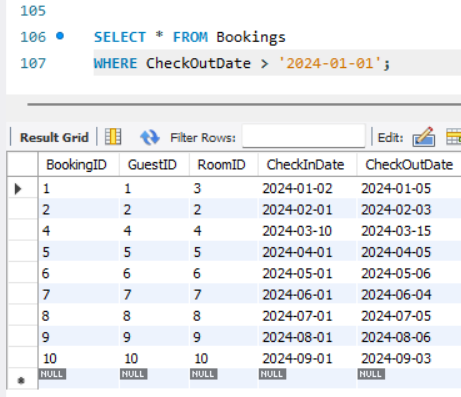 105
106 SELECT * FROM Bookings
107 WHERE CheckOutDate > '2024-01-01';
Result Grid Filter Rows: Edit:
BookingID GuestID RoomID CheckInDate CheckOutDate
1 1 3 2024-01-02 2024-01-05
2 2 2 2024-02-01 2024-02-03
4 4 4 2024-03-10 2024-03-15
5 5 5 2024-04-01 2024-04-05
6 6 6 2024-05-01 2024-05-06
7 7 7 2024-06-01 2024-06-04
8 8 8 2024-07-01 2024-07-05
9 9 9 2024-08-01 2024-08-06
10 10 10 2024-09-01 2024-09-03
NULL NULL NULL NULL NULL